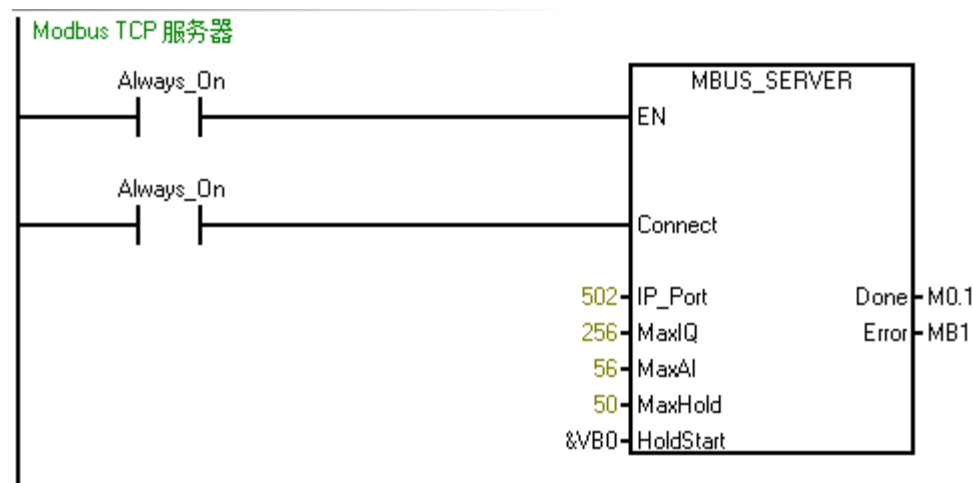 Modbus TCP 服务器
Always_On
MBUS_SERVER
EN
Always_On
Connect
502 IP_Port Done M0.1
256 MaxIQ Error MB1
56 MaxAI
50 MaxHold
&VB0 HoldStart